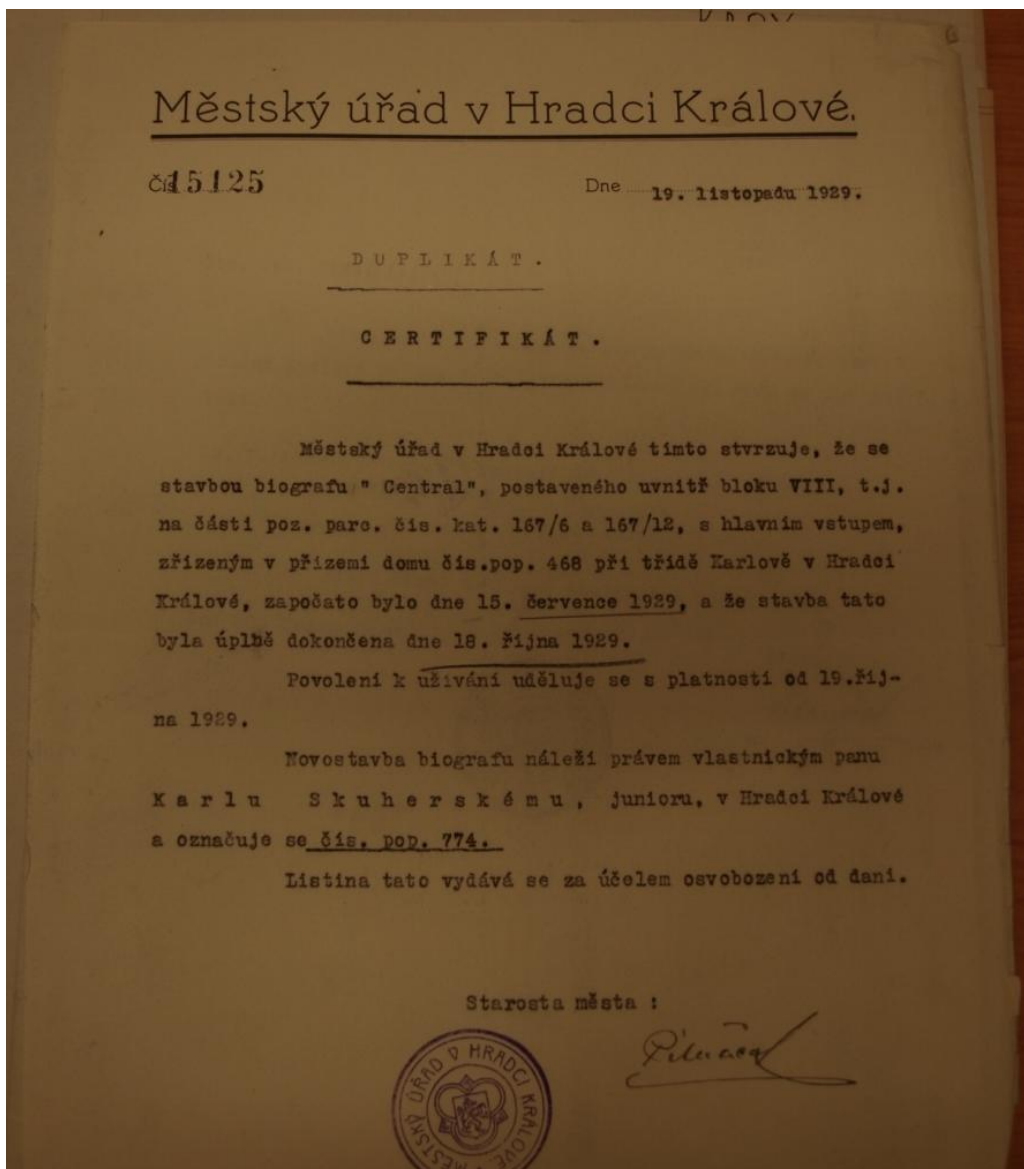 Městský úřad v Hradci Králové.
Čís 15125 Dne 19. listopadu 1929.
DUPLIKÁT.
CERTIFIKÁT.
Městský úřad v Hradci Králové tímto stvrzuje, že se
stavbou biografu " Central", postaveného uvnitř bloku VIII, t.j.
na části poz. parc. čís. kat. 167/6 a 167/12, s hlavním vstupem,
zřízeným v přízemí domu čís.pop. 468 při třídě Karlově v Hradci
Králové, započato bylo dne 15. července 1929, a že stavba tato
byla úplně dokončena dne 18. října 1929.
Povolení k užívání uděluje se s platností od 19.říj-
na 1929.
Novostavba biografu náleží právem vlastnickým panu
Karlu Skuherskému, junioru, v Hradci Králové
a označuje se čís. pop. 774.
Listina tato vydává se za účelem osvobození od daní.
Starosta města :
MĚSTSKÝ ÚŘAD V HRADCI KRÁLOVÉ